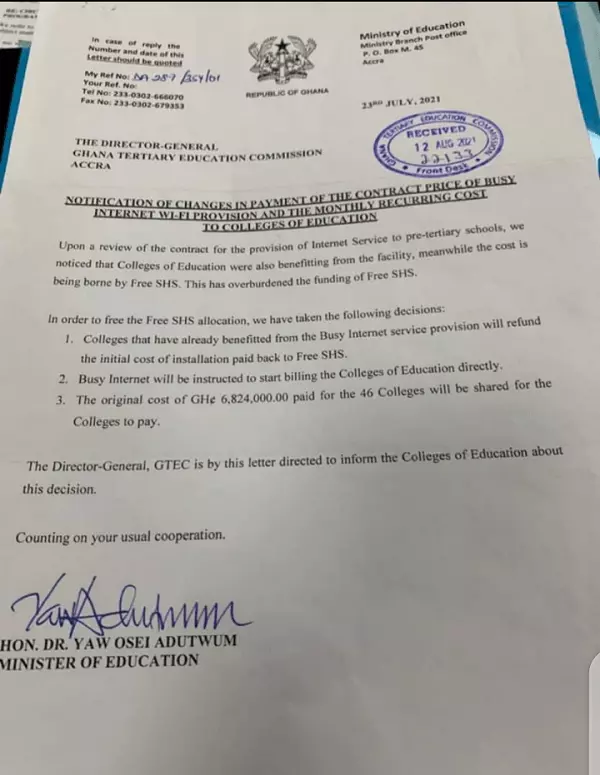 In case of reply the
Number and date of this
Letter should be quoted
My Ref No: DA 287/354/01
Your Ref. No:
Tel No: 233-0302-666070
Fax No: 233-0302-679353
REPUBLIC OF GHANA
Ministry of Education
Ministry Branch Post office
P. O. Box M. 45
Accra
23RD JULY, 2021
TERTIARY EDUCATION COMMISSION
GHANA
RECEIVED
12 AUG 2021
22133
Front Desk
THE DIRECTOR-GENERAL
GHANA TERTIARY EDUCATION COMMISSION
ACCRA
NOTIFICATION OF CHANGES IN PAYMENT OF THE CONTRACT PRICE OF BUSY
INTERNET WI-FI PROVISION AND THE MONTHLY RECURRING COST
TO COLLEGES OF EDUCATION
Upon a review of the contract for the provision of Internet Service to pre-tertiary schools, we
noticed that Colleges of Education were also benefitting from the facility, meanwhile the cost is
being borne by Free SHS. This has overburdened the funding of Free SHS.
In order to free the Free SHS allocation, we have taken the following decisions:
1. Colleges that have already benefitted from the Busy Internet service provision will refund
the initial cost of installation paid back to Free SHS.
2. Busy Internet will be instructed to start billing the Colleges of Education directly.
3. The original cost of GH¢ 6,824,000.00 paid for the 46 Colleges will be shared for the
Colleges to pay.
The Director-General, GTEC is by this letter directed to inform the Colleges of Education about
this decision.
Counting on your usual cooperation.
HON. DR. YAW OSEI ADUTWUM
MINISTER OF EDUCATION